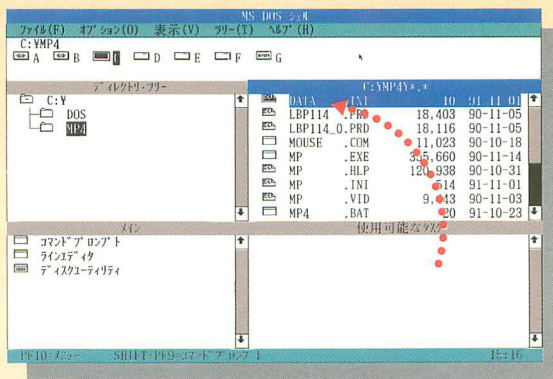 MS DOS シェル
ファイル(F) オプション(O) 表示(V) ツリー(T) ヘルプ(H)
C:¥MP4
A B C D E F G
ディレクトリ・ツリー
C:¥MP4¥*.*
C:¥
DOS
MP4
DATA .TXT 10 91-11-01
LBP114 .PRD 18,403 90-11-05
LBP114_0.PRD 18,116 90-11-05
MOUSE .COM 11,023 90-10-18
MP .EXE 335,660 90-11-14
MP .HLP 120,938 90-10-31
MP .INI 514 91-11-01
MP .VID 90-11-03
MP4 .BAT 20 91-10-23
メイン
使用可能なタスク
コマンド プロンプト
ラインエディタ
ディスクユーティリティ
PF10=メニュー SHIFT+PF9=コマンド プロンプト
15:16